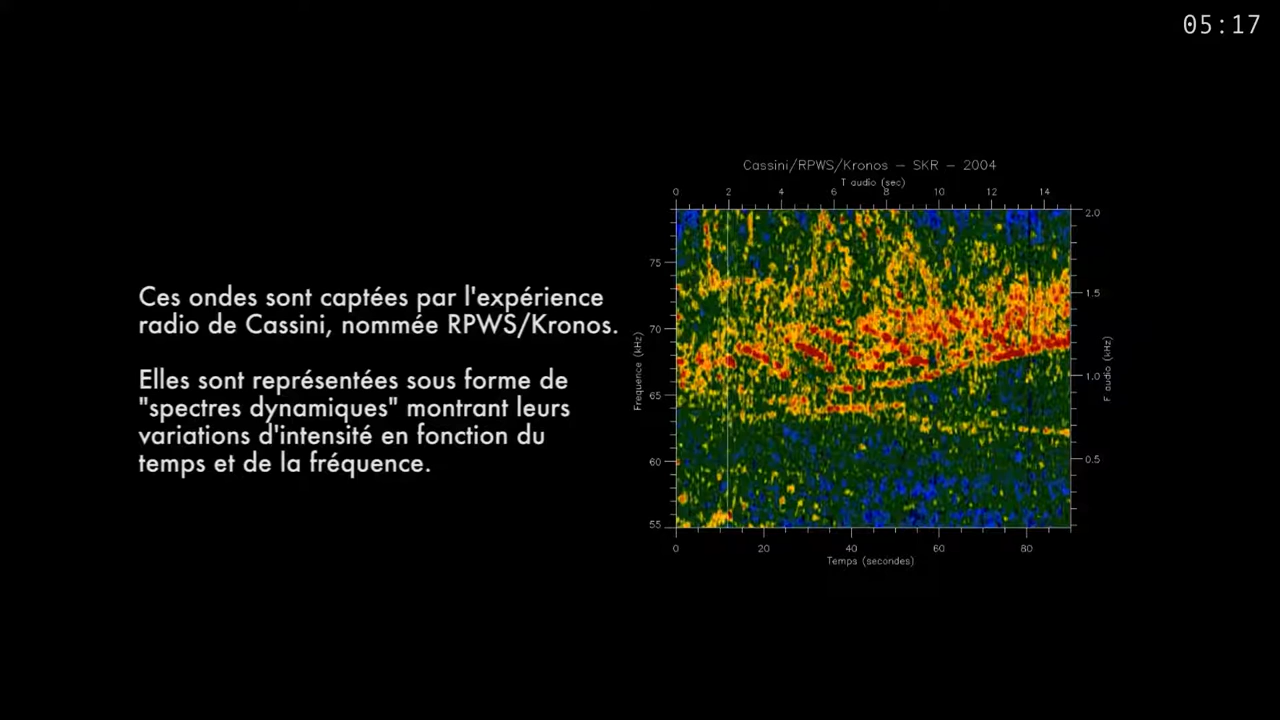 05:17
Cassini/RPWS/Kronos – SKR – 2004
T audio (sec)
0 2 4 6 8 10 12 14
Ces ondes sont captées par l'expérience
radio de Cassini, nommée RPWS/Kronos.
Elles sont représentées sous forme de
"spectres dynamiques" montrant leurs
variations d'intensité en fonction du
temps et de la fréquence.
Frequence (kHz)
75
70
65
60
55
2.0
1.5
1.0
0.5
F audio (kHz)
0 20 40 60 80
Temps (secondes)